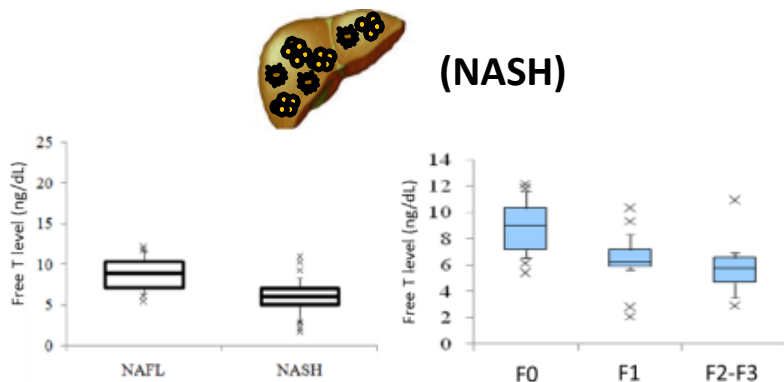 (NASH)
Free T level (ng/dL)
25
20
15
10
5
0
NAFL
NASH
Free T level (ng/dL)
14
12
10
8
6
4
2
0
F0
F1
F2-F3